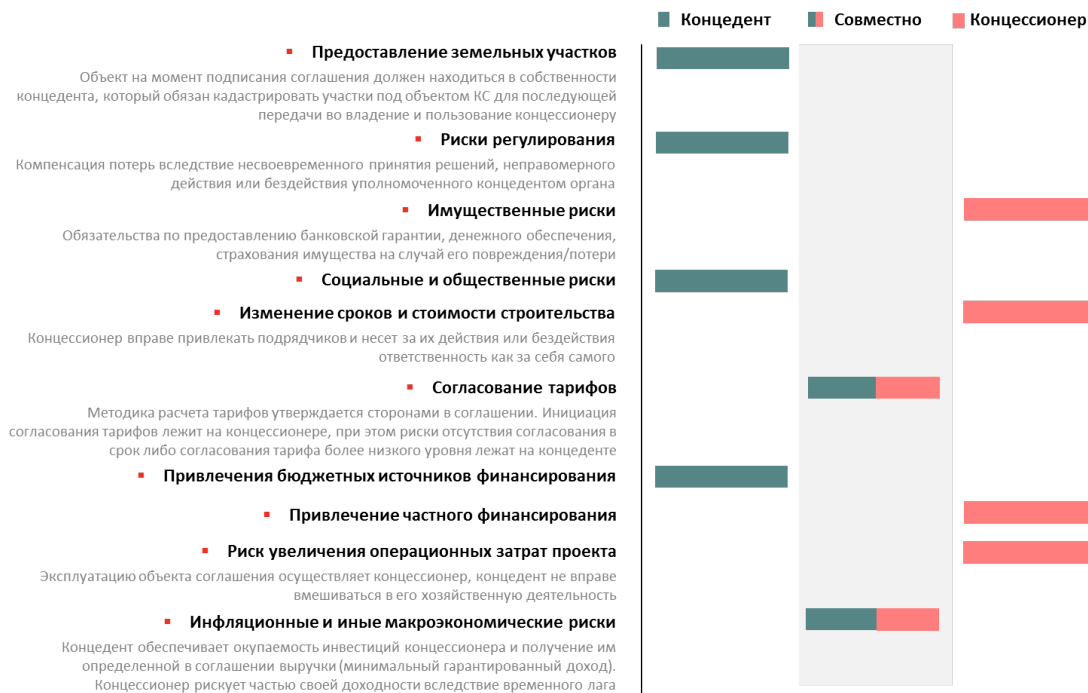 Концедент Совместно Концессионер
▪ Предоставление земельных участков
Объект на момент подписания соглашения должен находиться в собственности
концедента, который обязан кадастрировать участки под объектом КС для последующей
передачи во владение и пользование концессионеру
▪ Риски регулирования
Компенсация потерь вследствие несвоевременного принятия решений, неправомерного
действия или бездействия уполномоченного концедентом органа
▪ Имущественные риски
Обязательства по предоставлению банковской гарантии, денежного обеспечения,
страхования имущества на случай его повреждения/потери
▪ Социальные и общественные риски
▪ Изменение сроков и стоимости строительства
Концессионер вправе привлекать подрядчиков и несет за их действия или бездействия
ответственность как за себя самого
▪ Согласование тарифов
Методика расчета тарифов утверждается сторонами в соглашении. Инициация
согласования тарифов лежит на концессионере, при этом риски отсутствия согласования в
срок либо согласования тарифа более низкого уровня лежат на концеденте
▪ Привлечения бюджетных источников финансирования
▪ Привлечение частного финансирования
▪ Риск увеличения операционных затрат проекта
Эксплуатацию объекта соглашения осуществляет концессионер, концедент не вправе
вмешиваться в его хозяйственную деятельность
▪ Инфляционные и иные макроэкономические риски
Концедент обеспечивает окупаемость инвестиций концессионера и получение им
определенной в соглашении выручки (минимальный гарантированный доход).
Концессионер рискует частью своей доходности вследствие временного лага